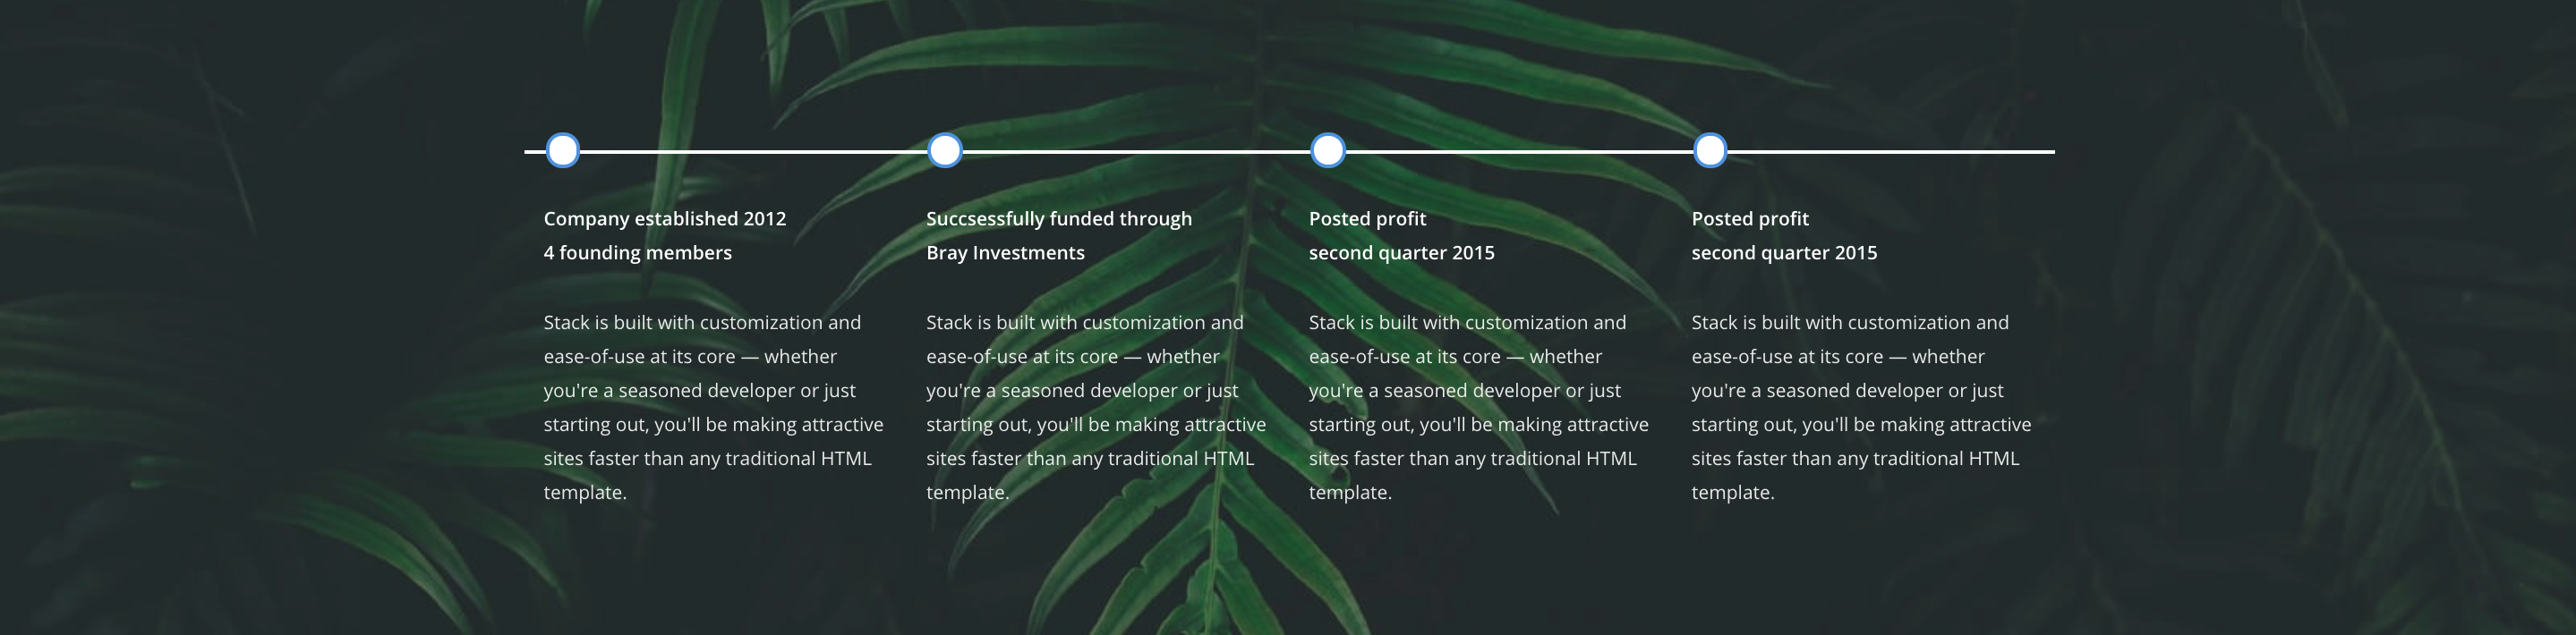 Company established 2012
4 founding members
Stack is built with customization and
ease-of-use at its core — whether
you're a seasoned developer or just
starting out, you'll be making attractive
sites faster than any traditional HTML
template.
Succsessfully funded through
Bray Investments
Stack is built with customization and
ease-of-use at its core — whether
you're a seasoned developer or just
starting out, you'll be making attractive
sites faster than any traditional HTML
template.
Posted profit
second quarter 2015
Stack is built with customization and
ease-of-use at its core — whether
you're a seasoned developer or just
starting out, you'll be making attractive
sites faster than any traditional HTML
template.
Posted profit
second quarter 2015
Stack is built with customization and
ease-of-use at its core — whether
you're a seasoned developer or just
starting out, you'll be making attractive
sites faster than any traditional HTML
template.